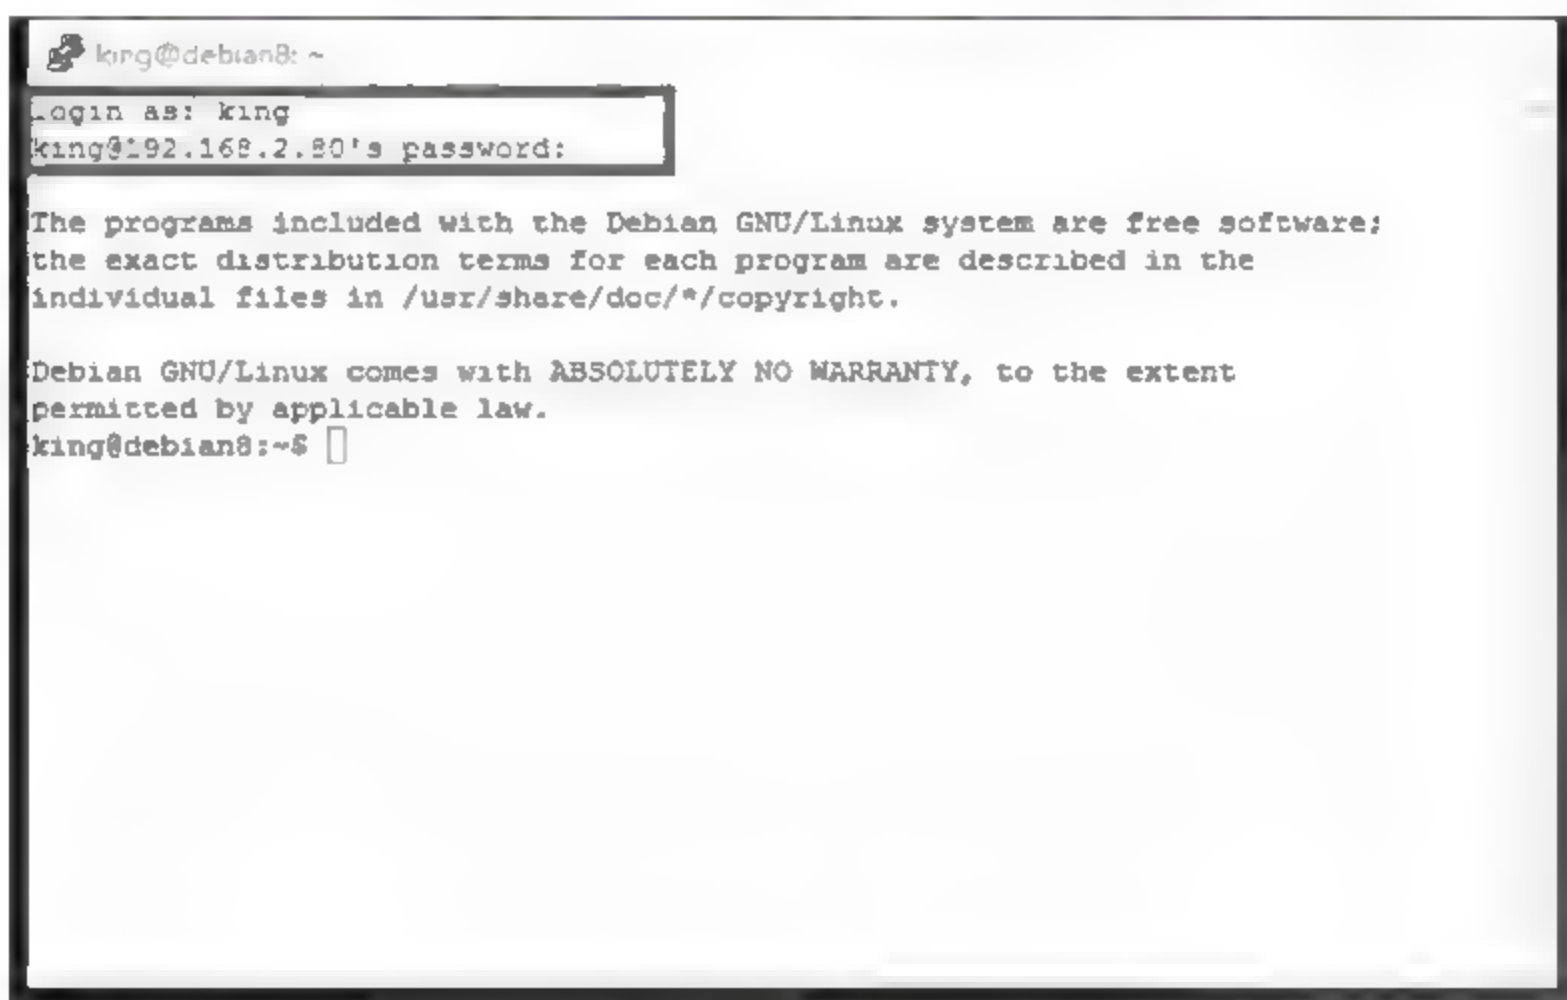 king@debian8: ~
login as: king
king@192.168.2.80's password:
The programs included with the Debian GNU/Linux system are free software;
the exact distribution terms for each program are described in the
individual files in /usr/share/doc/*/copyright.
Debian GNU/Linux comes with ABSOLUTELY NO WARRANTY, to the extent
permitted by applicable law.
king@debian8:~$